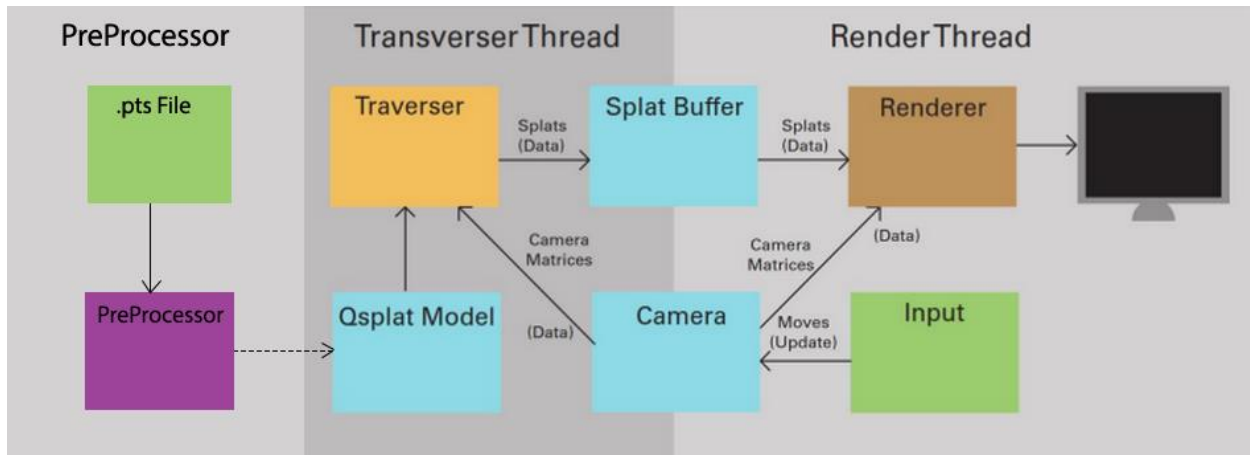 PreProcessor
Transverser Thread
Render Thread
.pts File
Traverser
Splats
(Data)
Splat Buffer
Splats
(Data)
Renderer
Camera
Matrices
(Data)
Camera
Matrices
(Data)
PreProcessor
Qsplat Model
Camera
Moves
(Update)
Input